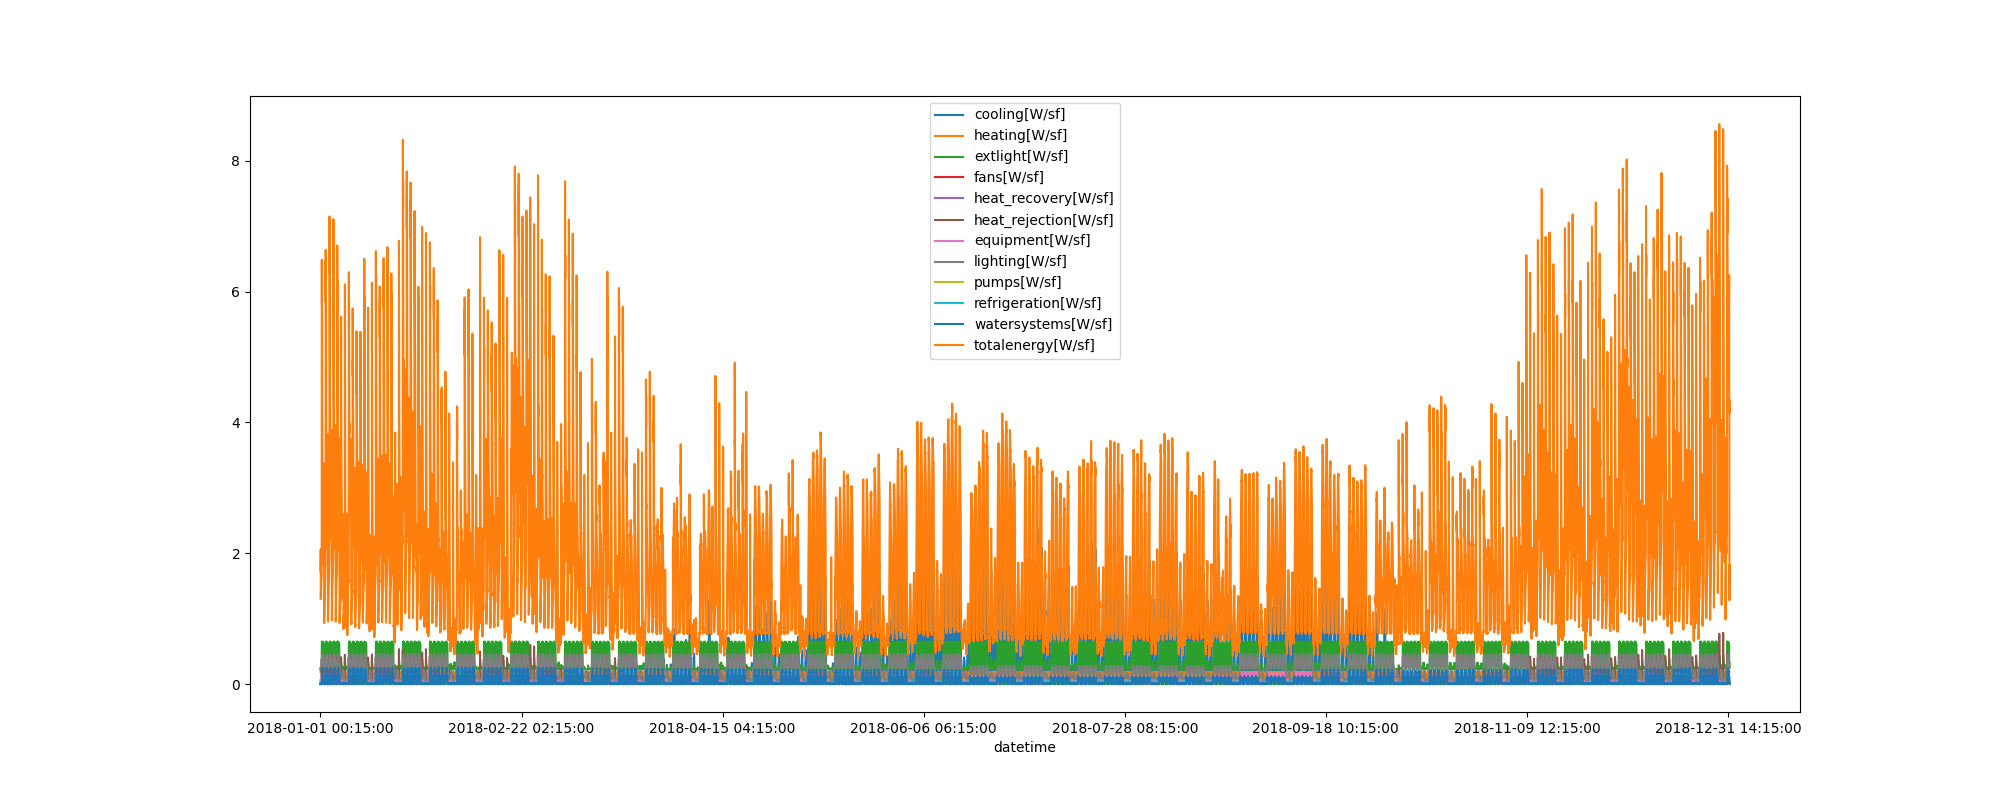 cooling[W/sf]
heating[W/sf]
extlight[W/sf]
fans[W/sf]
heat_recovery[W/sf]
heat_rejection[W/sf]
equipment[W/sf]
lighting[W/sf]
pumps[W/sf]
refrigeration[W/sf]
watersystems[W/sf]
totalenergy[W/sf]
8
6
4
2
0
2018-01-01 00:15:00 2018-02-22 02:15:00 2018-04-15 04:15:00 2018-06-06 06:15:00 2018-07-28 08:15:00 2018-09-18 10:15:00 2018-11-09 12:15:00 2018-12-31 14:15:00
datetime